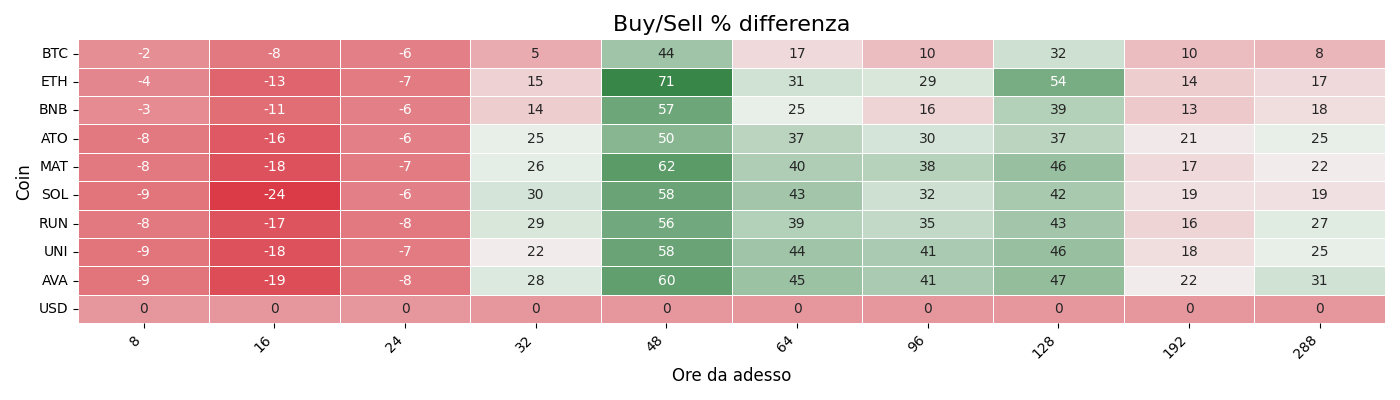 Buy/Sell % differenza
Coin
BTC -2 -8 -6 5 44 17 10 32 10 8
ETH -4 -13 -7 15 71 31 29 54 14 17
BNB -3 -11 -6 14 57 25 16 39 13 18
ATO -8 -16 -6 25 50 37 30 37 21 25
MAT -8 -18 -7 26 62 40 38 46 17 22
SOL -9 -24 -6 30 58 43 32 42 19 19
RUN -8 -17 -7 29 56 39 35 43 16 27
UNI -9 -18 -7 22 58 44 41 46 18 25
AVA -9 -19 -8 28 60 45 41 47 22 31
USD 0 0 0 0 0 0 0 0 0 0
8 16 24 32 48 64 96 128 192 288
Ore da adesso